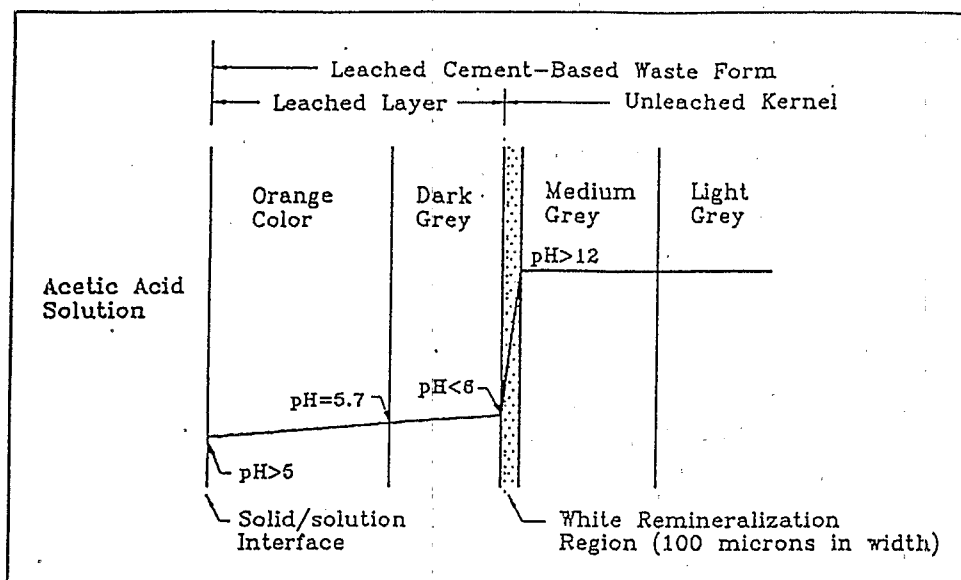 Leached Cement-Based Waste Form
Leached Layer
Unleached Kernel
Orange
Color
Dark
Grey
Medium
Grey
Light
Grey
pH>12
Acetic Acid
Solution
pH<6
pH=5.7
pH>5
Solid/solution
Interface
White Remineralization
Region (100 microns in width)